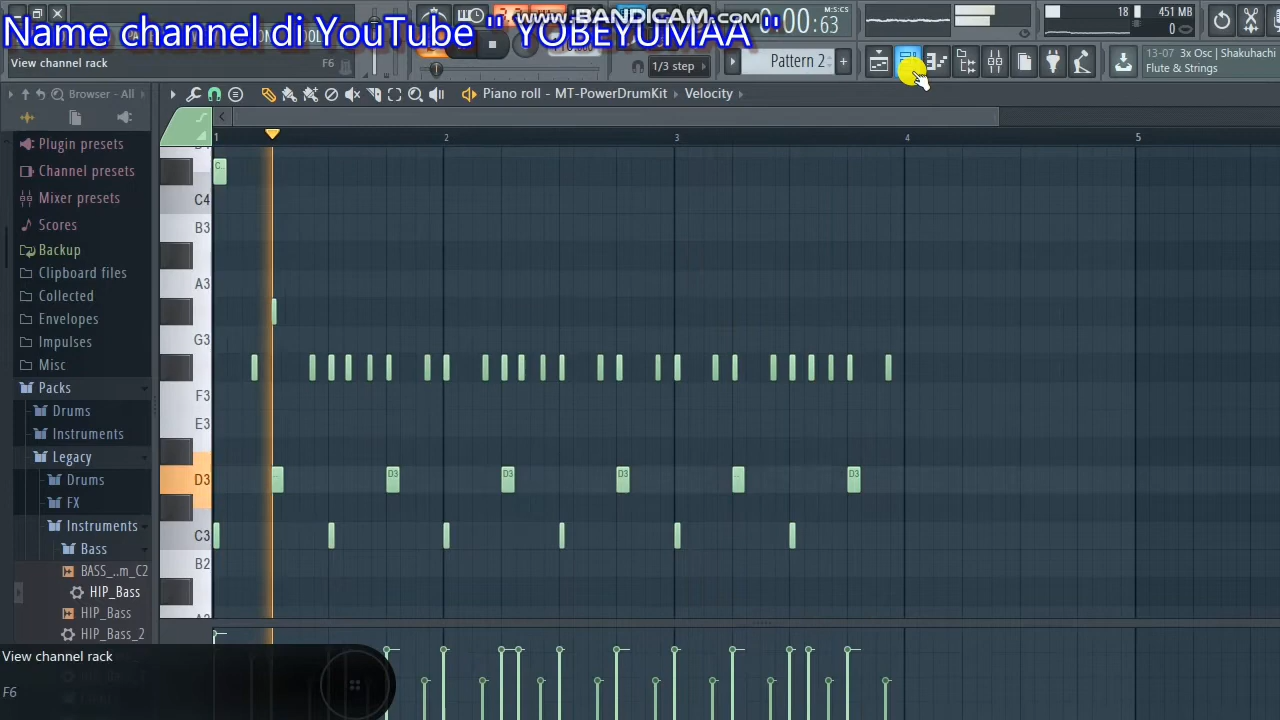 Name channel di YouTube " YOBEYUMAA "
www.BANDICAM.com
0:00:63
M:S:CS
18
451 MB
0
View channel rack
F6
1/3 step
Pattern 2
13-07 3x Osc | Shakuhachi
Flute & Strings
Browser - All
Piano roll - MT-PowerDrumKit
Velocity
1
2
3
4
5
Plugin presets
Channel presets
Mixer presets
Scores
Backup
Clipboard files
Collected
Envelopes
Impulses
Misc
Packs
Drums
Instruments
Legacy
Drums
FX
Instruments
Bass
BASS_..m_C2
HIP_Bass
HIP_Bass
HIP_Bass_2
C4
B3
A3
G3
F3
E3
D3
C3
B2
C..
D3
D3
D3
D3
View channel rack
F6